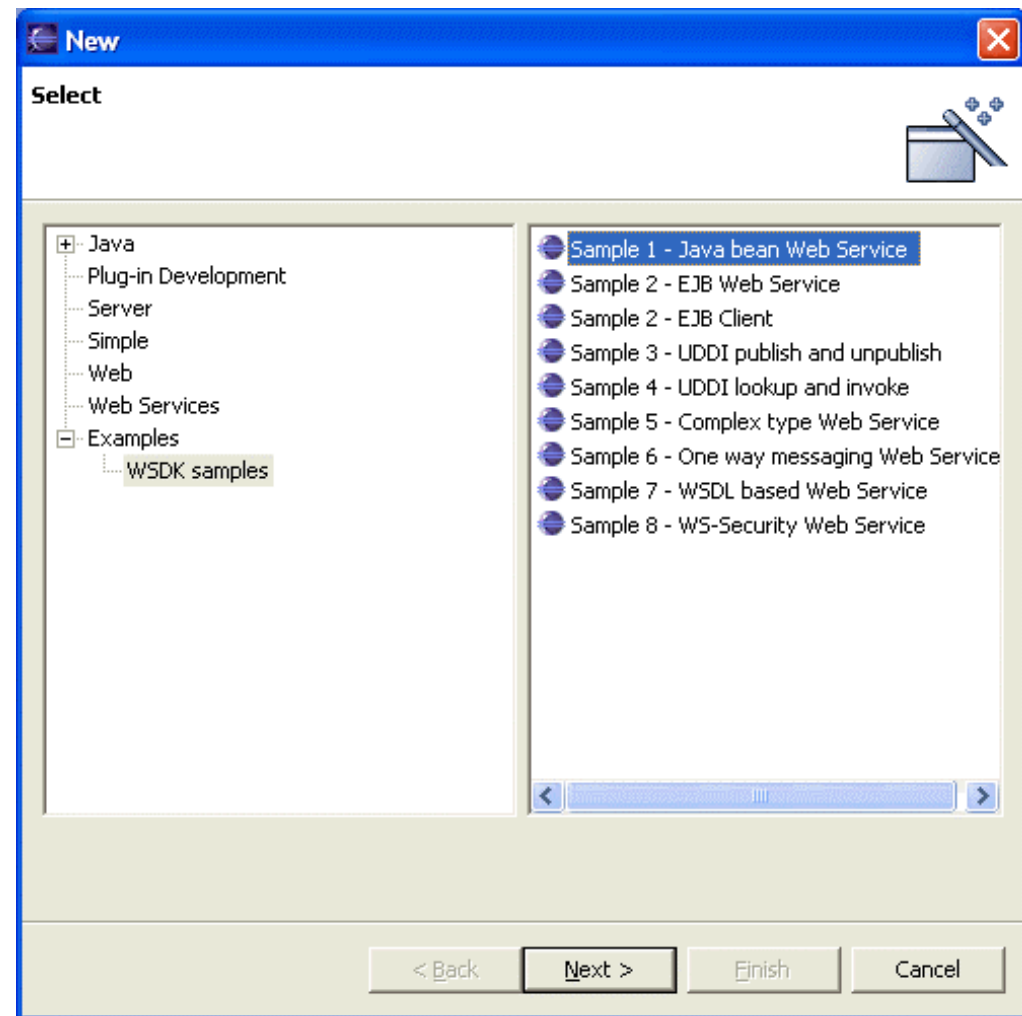 New
Select
Java
Plug-in Development
Server
Simple
Web
Web Services
Examples
WSDK samples
Sample 1 - Java bean Web Service
Sample 2 - EJB Web Service
Sample 2 - EJB Client
Sample 3 - UDDI publish and unpublish
Sample 4 - UDDI lookup and invoke
Sample 5 - Complex type Web Service
Sample 6 - One way messaging Web Service
Sample 7 - WSDL based Web Service
Sample 8 - WS-Security Web Service
< Back
Next >
Finish
Cancel